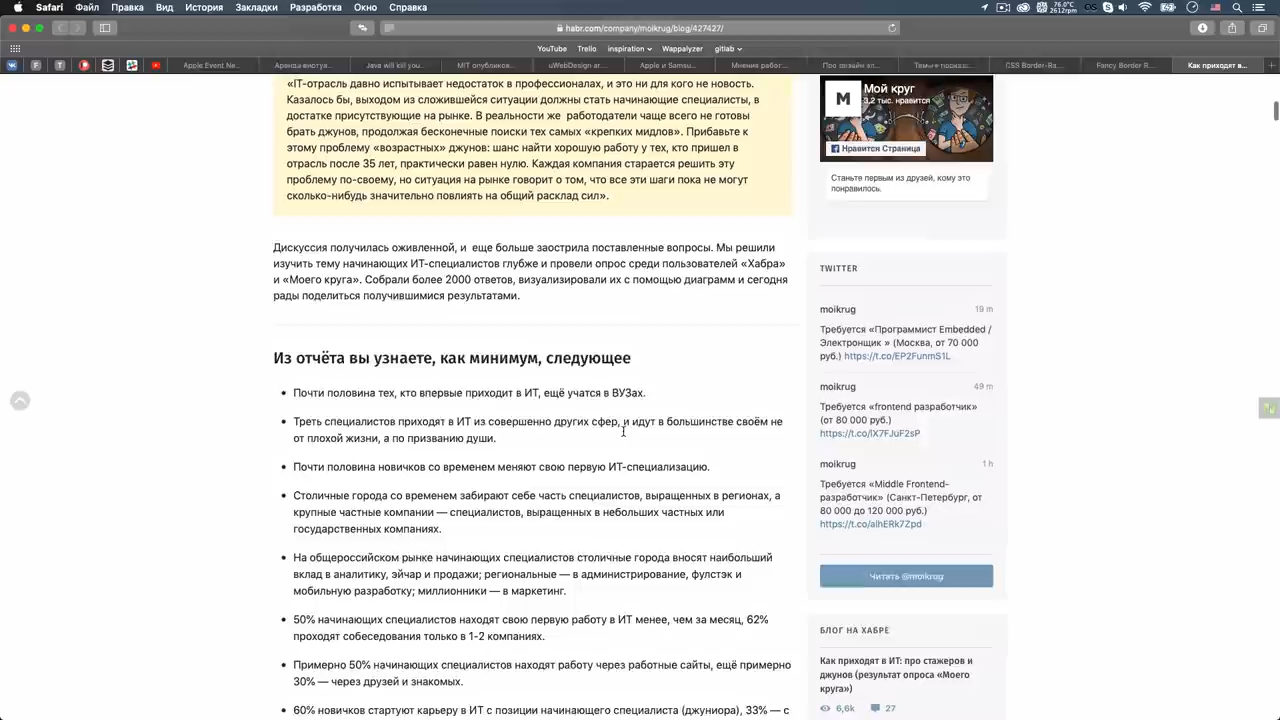 Safari Файл Правка Вид История Закладки Разработка Окно Справка
76.0°C
2612rpm
habr.com/company/moikrug/blog/427427/
YouTube Trello inspiration Wappalyzer gitlab
Apple Event Ne... Java will kill you... MIT опубликов... uWebDesign ar... Apple и Samsu... Мнения рабог... CSS Border-Ra... Fancy Border R... Как приходят в...
«IT-отрасль давно испытывает недостаток в профессионалах, и это ни для кого не новость.
Казалось бы, выходом из сложившейся ситуации должны стать начинающие специалисты, в
достатке присутствующие на рынке. В реальности же работодатели чаще всего не готовы
брать джунов, продолжая бесконечные поиски тех самых «крепких мидлов». Прибавьте к
этому проблему «возрастных» джунов: шанс найти хорошую работу у тех, кто пришел в
отрасль после 35 лет, практически равен нулю. Каждая компания старается решить эту
проблему по-своему, но ситуация на рынке говорит о том, что все эти шаги пока не могут
сколько-нибудь значительно повлиять на общий расклад сил».
Дискуссия получилась оживленной, и еще больше заострила поставленные вопросы. Мы решили
изучить тему начинающих ИТ-специалистов глубже и провели опрос среди пользователей «Хабра»
и «Моего круга». Собрали более 2000 ответов, визуализировали их с помощью диаграмм и сегодня
рады поделиться получившимися результатами.
Из отчёта вы узнаете, как минимум, следующее
Почти половина тех, кто впервые приходит в ИТ, ещё учатся в ВУЗах.
Треть специалистов приходят в ИТ из совершенно других сфер, и идут в большинстве своём не
от плохой жизни, а по призванию души.
Почти половина новичков со временем меняют свою первую ИТ-специализацию.
Столичные города со временем забирают себе часть специалистов, выращенных в регионах, а
крупные частные компании — специалистов, выращенных в небольших частных или
государственных компаниях.
На общероссийском рынке начинающих специалистов столичные города вносят наибольший
вклад в аналитику, эйчар и продажи; региональные — в администрирование, фулстэк и
мобильную разработку; миллионники — в маркетинг.
50% начинающих специалистов находят свою первую работу в ИТ менее, чем за месяц, 62%
проходят собеседования только в 1-2 компаниях.
Примерно 50% начинающих специалистов находят работу через работные сайты, ещё примерно
30% — через друзей и знакомых.
60% новичков стартуют карьеру в ИТ с позиции начинающего специалиста (джуниора), 33% — с
M
Мой круг
3,2 тыс. нравится
Нравится Страница
Станьте первым из друзей, кому это
понравилось.
TWITTER
moikrug 19 m
Требуется «Программист Embedded /
Электронщик » (Москва, от 70 000
руб.) https://t.co/EP2FunmS1L
moikrug 49 m
Требуется «frontend разработчик»
(от 80 000 руб.)
https://t.co/lX7FJuF2sP
moikrug 1 h
Требуется «Middle Frontend-
разработчик» (Санкт-Петербург, от
80 000 до 120 000 руб.)
https://t.co/alhERk7Zpd
Читать @moikrug
БЛОГ НА ХАБРЕ
Как приходят в ИТ: про стажеров и
джунов (результат опроса «Моего
круга»)
6,6k 27